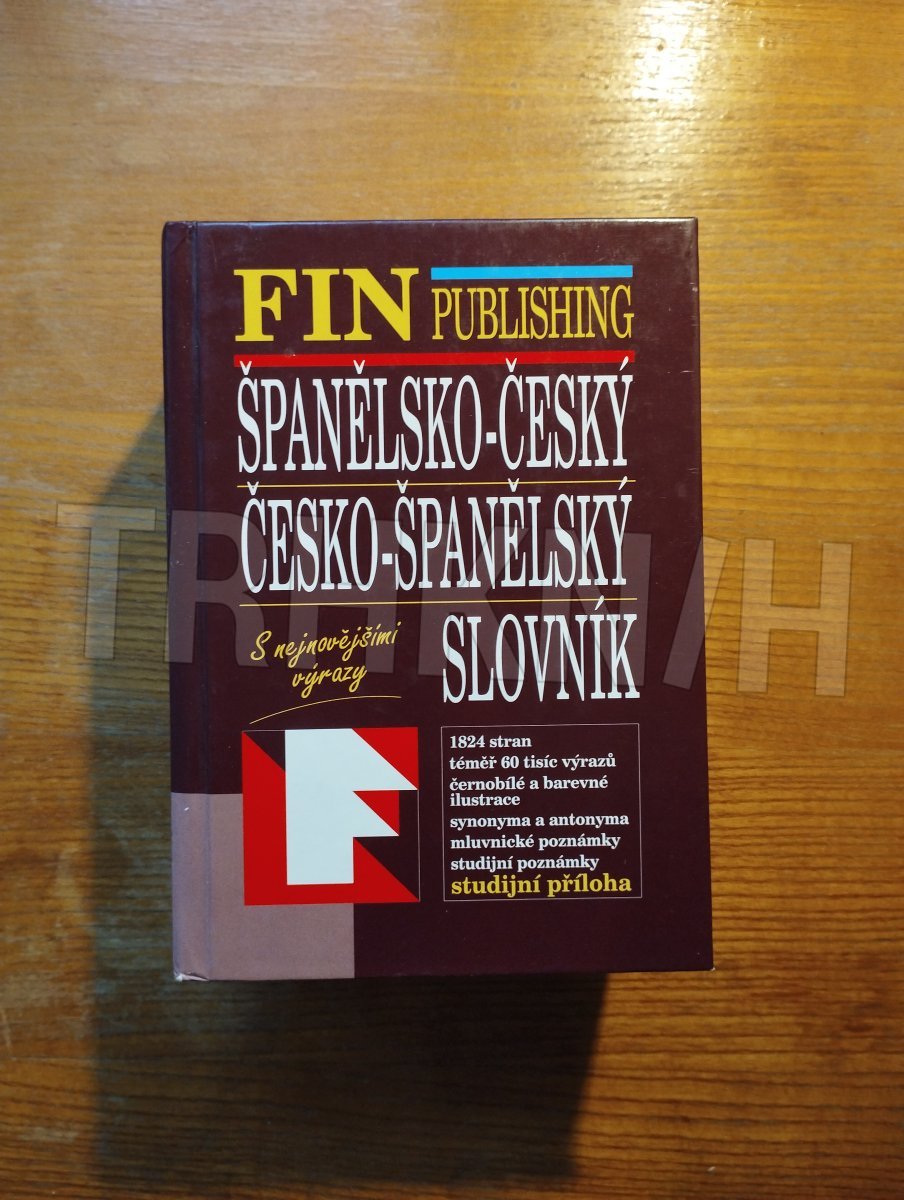 FIN PUBLISHING
ŠPANĚLSKO-ČESKÝ
ČESKO-ŠPANĚLSKÝ
SLOVNÍK
S nejnovějšími
výrazy
1824 stran
téměř 60 tisíc výrazů
černobílé a barevné
ilustrace
synonyma a antonyma
mluvnické poznámky
studijní poznámky
studijní příloha
TRHKNIH